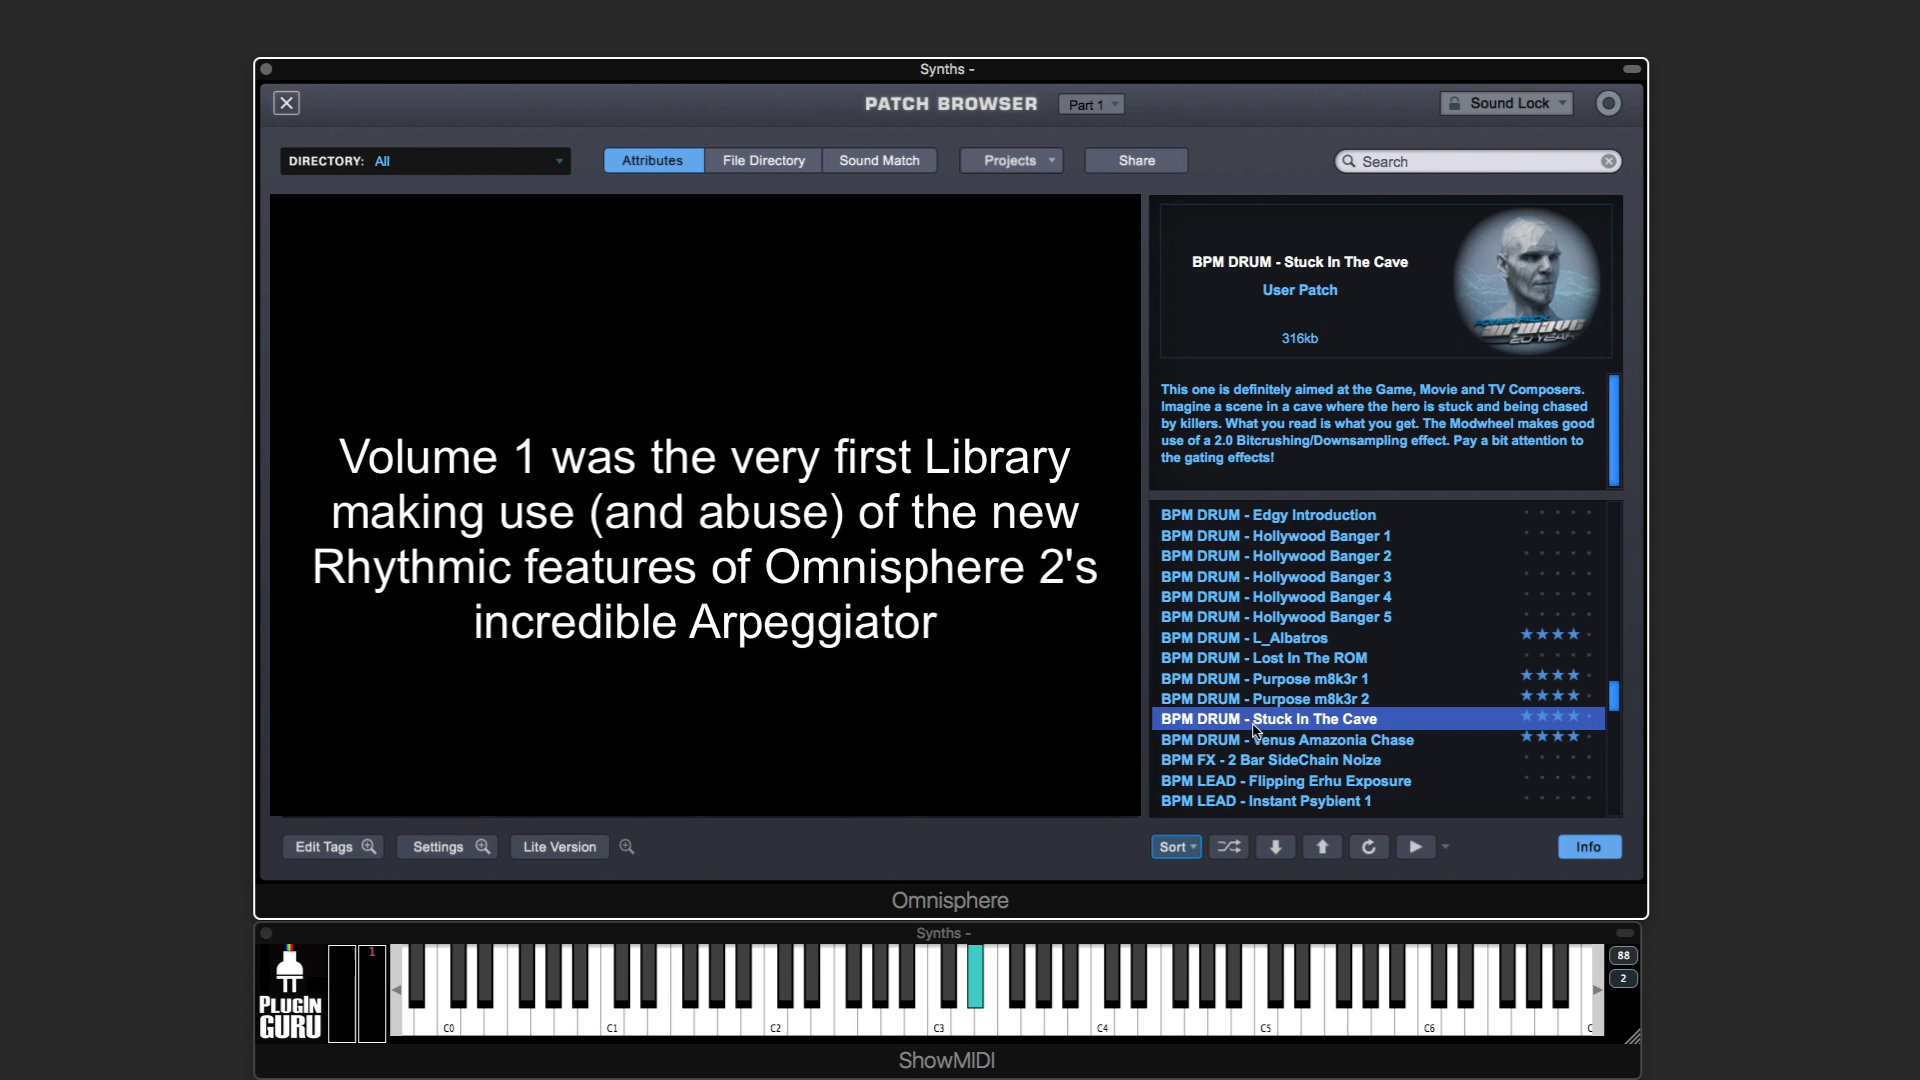 Synths -
PATCH BROWSER
Part 1
Sound Lock
DIRECTORY: All
Attributes
File Directory
Sound Match
Projects
Share
Search
Volume 1 was the very first Library
making use (and abuse) of the new
Rhythmic features of Omnisphere 2's
incredible Arpeggiator
BPM DRUM - Stuck In The Cave
User Patch
316kb
POWER PACK
airwave
20 YEAR
This one is definitely aimed at the Game, Movie and TV Composers.
Imagine a scene in a cave where the hero is stuck and being chased
by killers. What you read is what you get. The Modwheel makes good
use of a 2.0 Bitcrushing/Downsampling effect. Pay a bit attention to
the gating effects!
BPM DRUM - Edgy Introduction
BPM DRUM - Hollywood Banger 1
BPM DRUM - Hollywood Banger 2
BPM DRUM - Hollywood Banger 3
BPM DRUM - Hollywood Banger 4
BPM DRUM - Hollywood Banger 5
BPM DRUM - L_Albatros
BPM DRUM - Lost In The ROM
BPM DRUM - Purpose m8k3r 1
BPM DRUM - Purpose m8k3r 2
BPM DRUM - Stuck In The Cave
BPM DRUM - Venus Amazonia Chase
BPM FX - 2 Bar SideChain Noize
BPM LEAD - Flipping Erhu Exposure
BPM LEAD - Instant Psybient 1
Edit Tags
Settings
Lite Version
Sort
Info
Omnisphere
Synths -
PLUGIN
GURU
1
88
2
C0
C1
C2
C3
C4
C5
C6
C
ShowMIDI